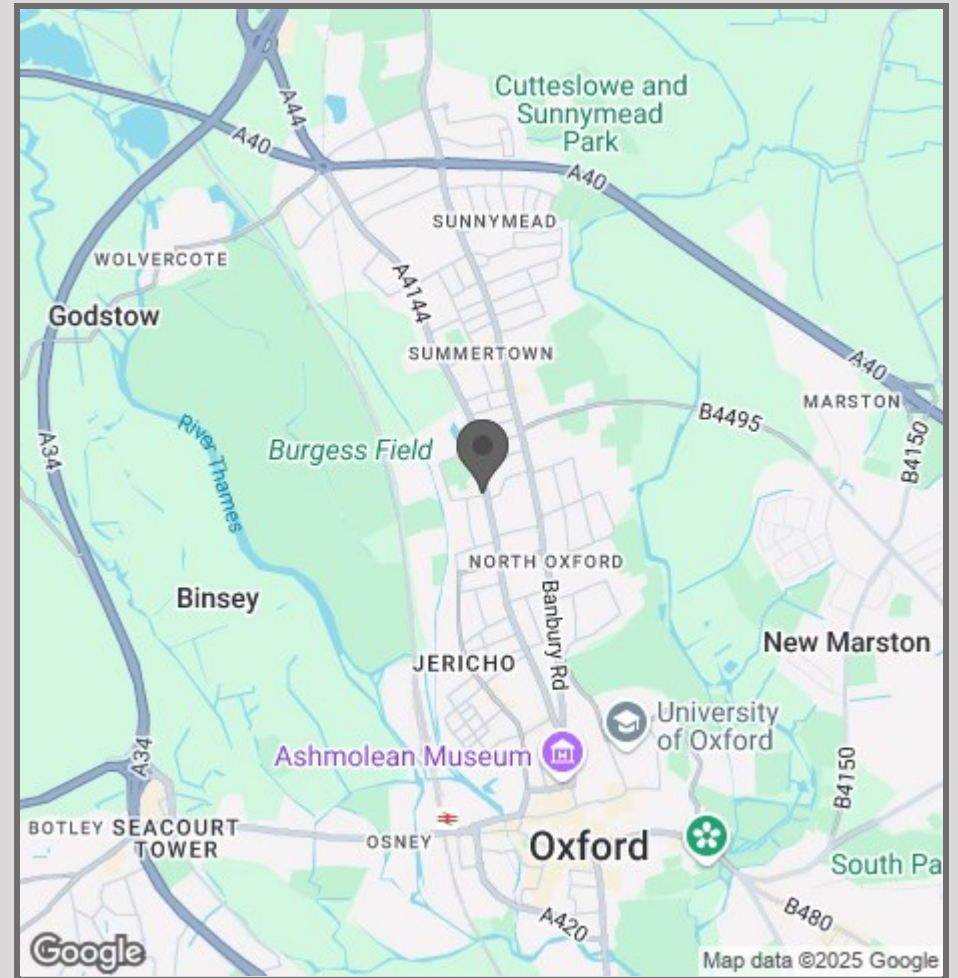 Cutteslowe and
Sunnymead
Park
A44
A40
A40
SUNNYMEAD
WOLVERCOTE
A4144
Godstow
SUMMERTOWN
A40
MARSTON
B4495
B4150
A34
River Thames
Burgess Field
NORTH OXFORD
Binsey
Banbury Rd
New Marston
JERICHO
University
of Oxford
Ashmolean Museum
A34
B4150
BOTLEY
SEACOURT
TOWER
OSNEY
Oxford
South Pa
A420
B480
Google
Map data ©2025 Google